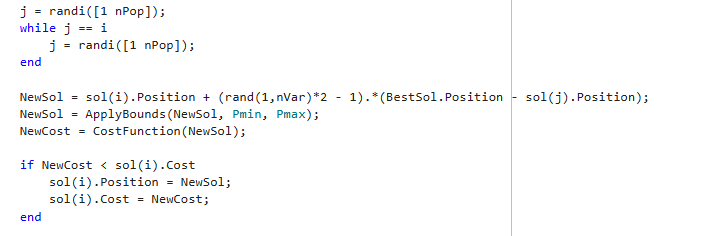 j = randi([1 nPop]);
while j == i
    j = randi([1 nPop]);
end

NewSol = sol(i).Position + (rand(1,nVar)*2 - 1).*(BestSol.Position - sol(j).Position);
NewSol = ApplyBounds(NewSol, Pmin, Pmax);
NewCost = CostFunction(NewSol);

if NewCost < sol(i).Cost
    sol(i).Position = NewSol;
    sol(i).Cost = NewCost;
end